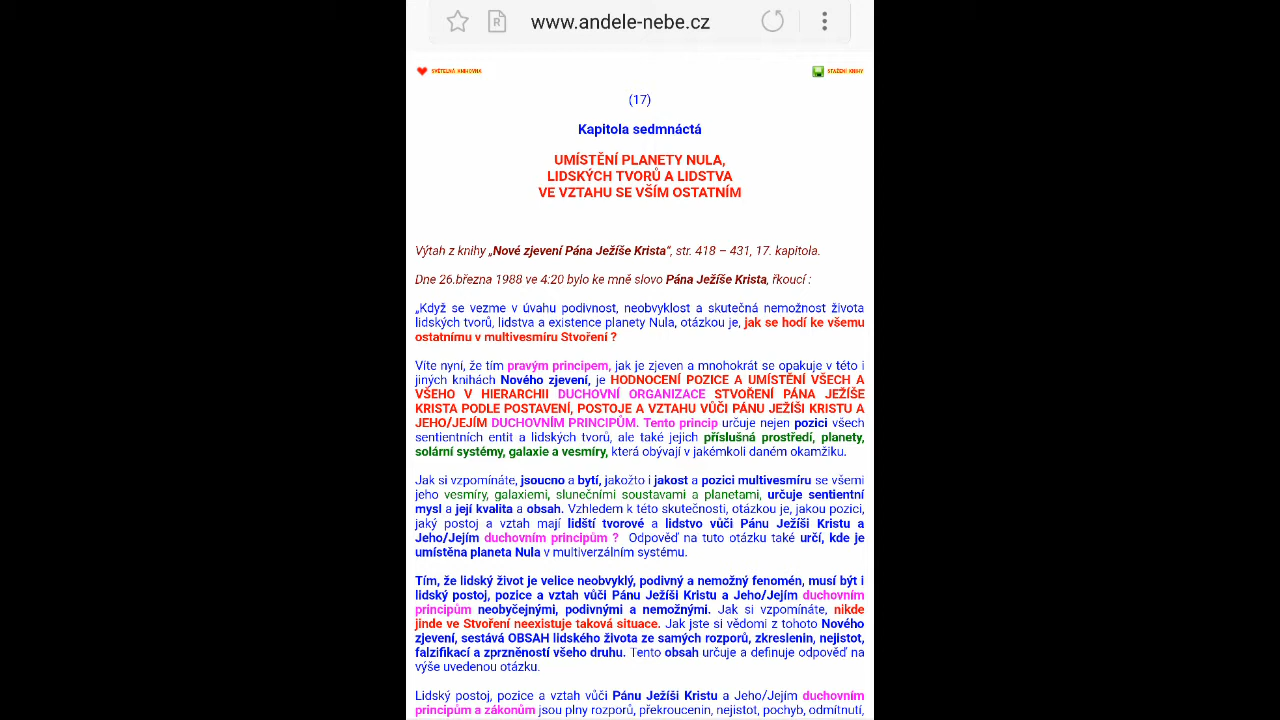 www.andele-nebe.cz
SVĚTELNÁ KNIHOVNA
STAŽENÍ KNIHY
(17)
Kapitola sedmnáctá
UMÍSTĚNÍ PLANETY NULA,
LIDSKÝCH TVORŮ A LIDSTVA
VE VZTAHU SE VŠÍM OSTATNÍM
Výtah z knihy „Nové zjevení Pána Ježíše Krista“, str. 418 – 431, 17. kapitola.
Dne 26.března 1988 ve 4:20 bylo ke mně slovo Pána Ježíše Krista, řkoucí :
„Když se vezme v úvahu podivnost, neobvyklost a skutečná nemožnost života
lidských tvorů, lidstva a existence planety Nula, otázkou je, jak se hodí ke všemu
ostatnímu v multivesmíru Stvoření ?
Víte nyní, že tím pravým principem, jak je zjeven a mnohokrát se opakuje v této i
jiných knihách Nového zjevení, je HODNOCENÍ POZICE A UMÍSTĚNÍ VŠECH A
VŠEHO V HIERARCHII DUCHOVNÍ ORGANIZACE STVOŘENÍ PÁNA JEŽÍŠE
KRISTA PODLE POSTAVENÍ, POSTOJE A VZTAHU VŮČI PÁNU JEŽÍŠI KRISTU A
JEHO/JEJÍM DUCHOVNÍM PRINCIPŮM. Tento princip určuje nejen pozici všech
sentientních entit a lidských tvorů, ale také jejich příslušná prostředí, planety,
solární systémy, galaxie a vesmíry, která obývají v jakémkoli daném okamžiku.
Jak si vzpomínáte, jsoucno a bytí, jakožto i jakost a pozici multivesmíru se všemi
jeho vesmíry, galaxiemi, slunečními soustavami a planetami, určuje sentientní
mysl a její kvalita a obsah. Vzhledem k této skutečnosti, otázkou je, jakou pozici,
jaký postoj a vztah mají lidští tvorové a lidstvo vůči Pánu Ježíši Kristu a
Jeho/Jejím duchovním principům ? Odpověď na tuto otázku také určí, kde je
umístěna planeta Nula v multiverzálním systému.
Tím, že lidský život je velice neobvyklý, podivný a nemožný fenomén, musí být i
lidský postoj, pozice a vztah vůči Pánu Ježíši Kristu a Jeho/Jejím duchovním
principům neobyčejnými, podivnými a nemožnými. Jak si vzpomínáte, nikde
jinde ve Stvoření neexistuje taková situace. Jak jste si vědomi z tohoto Nového
zjevení, sestává OBSAH lidského života ze samých rozporů, zkreslenin, nejistot,
falzifikací a zprzněností všeho druhu. Tento obsah určuje a definuje odpověď na
výše uvedenou otázku.
Lidský postoj, pozice a vztah vůči Pánu Ježíši Kristu a Jeho/Jejím duchovním
principům a zákonům jsou plny rozporů, překroucenin, nejistot, pochyb, odmítnutí,